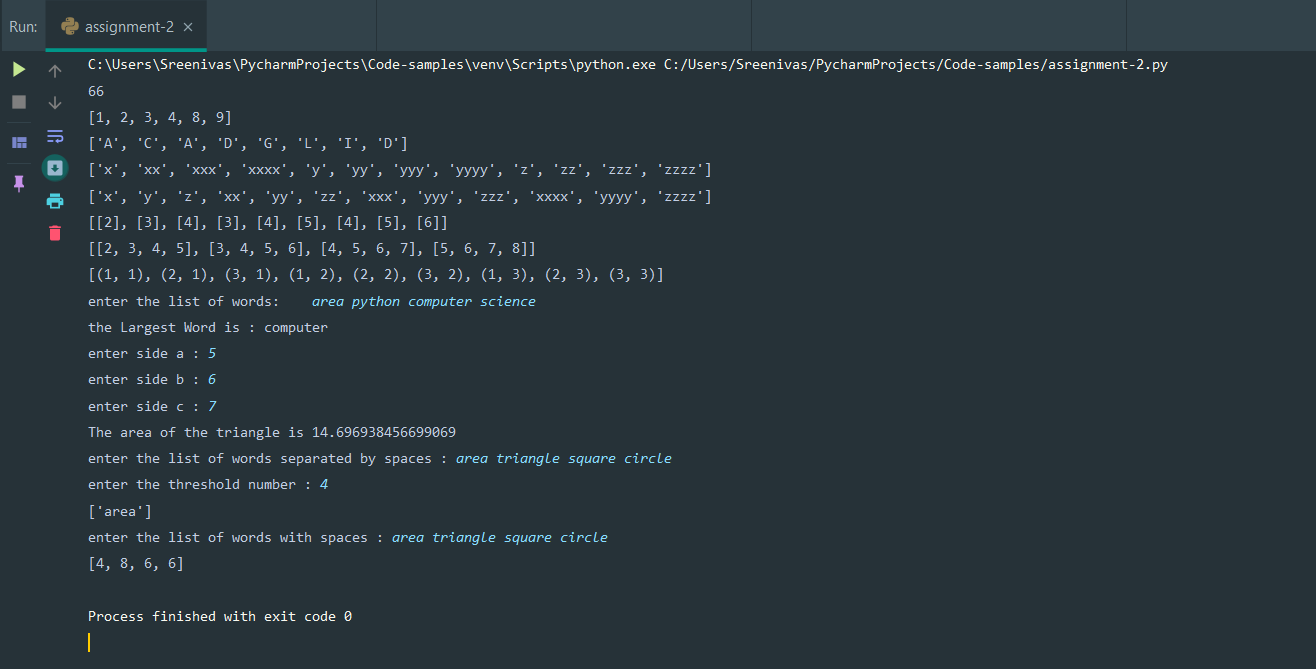 Run: assignment-2 ×
C:\Users\Sreenivas\PycharmProjects\Code-samples\venv\Scripts\python.exe C:/Users/Sreenivas/PycharmProjects/Code-samples/assignment-2.py
66
[1, 2, 3, 4, 8, 9]
['A', 'C', 'A', 'D', 'G', 'L', 'I', 'D']
['x', 'xx', 'xxx', 'xxxx', 'y', 'yy', 'yyy', 'yyyy', 'z', 'zz', 'zzz', 'zzzz']
['x', 'y', 'z', 'xx', 'yy', 'zz', 'xxx', 'yyy', 'zzz', 'xxxx', 'yyyy', 'zzzz']
[[2], [3], [4], [3], [4], [5], [4], [5], [6]]
[[2, 3, 4, 5], [3, 4, 5, 6], [4, 5, 6, 7], [5, 6, 7, 8]]
[(1, 1), (2, 1), (3, 1), (1, 2), (2, 2), (3, 2), (1, 3), (2, 3), (3, 3)]
enter the list of words:    area python computer science
the Largest Word is : computer
enter side a : 5
enter side b : 6
enter side c : 7
The area of the triangle is 14.696938456699069
enter the list of words separated by spaces : area triangle square circle
enter the threshold number : 4
['area']
enter the list of words with spaces : area triangle square circle
[4, 8, 6, 6]
Process finished with exit code 0